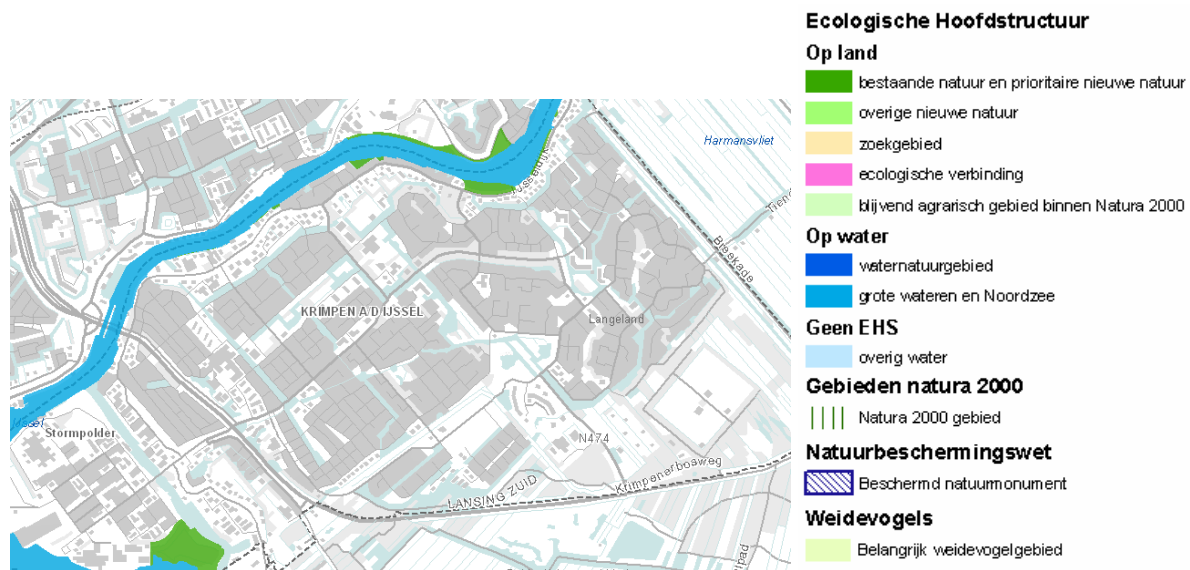 Harmansvliet
Breekade
KRIMPEN A/D IJSSEL
Langeland
Stormpolder
N474
Krimpenerbosweg
LANSING ZUID
Ecologische Hoofdstructuur
Op land
bestaande natuur en prioritaire nieuwe natuur
overige nieuwe natuur
zoekgebied
ecologische verbinding
blijvend agrarisch gebied binnen Natura 2000
Op water
waternatuurgebied
grote wateren en Noordzee
Geen EHS
overig water
Gebieden natura 2000
Natura 2000 gebied
Natuurbeschermingswet
Beschermd natuurmonument
Weidevogels
Belangrijk weidevogelgebied